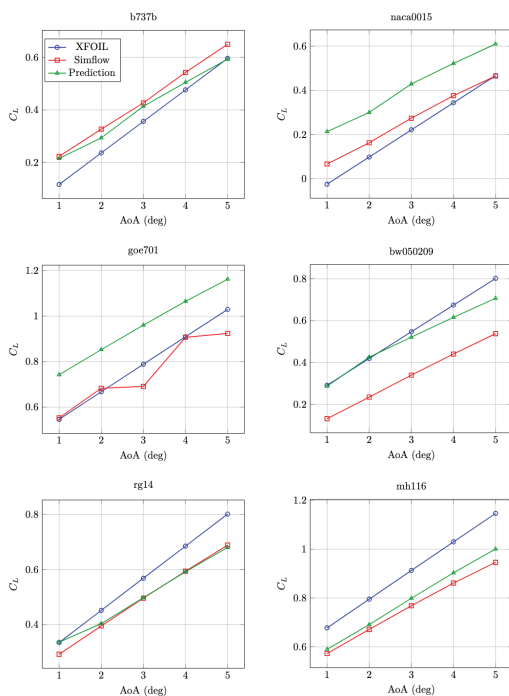 b737b
XFOIL
Simflow
Prediction
0.6
0.4
0.2
C_L
1 2 3 4 5
AoA (deg)
naca0015
0.6
0.4
0.2
0
C_L
1 2 3 4 5
AoA (deg)
goe701
1.2
1
0.8
0.6
C_L
1 2 3 4 5
AoA (deg)
bw050209
0.8
0.6
0.4
0.2
C_L
1 2 3 4 5
AoA (deg)
rg14
0.8
0.6
0.4
C_L
1 2 3 4 5
AoA (deg)
mh116
1.2
1
0.8
0.6
C_L
1 2 3 4 5
AoA (deg)